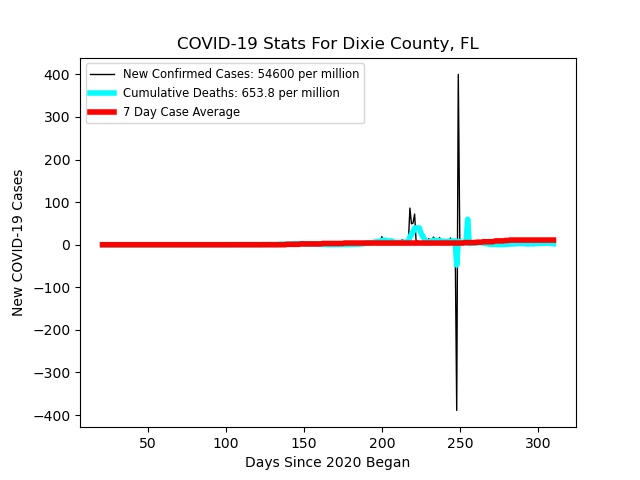 COVID-19 Stats For Dixie County, FL
New Confirmed Cases: 54600 per million
Cumulative Deaths: 653.8 per million
7 Day Case Average
New COVID-19 Cases
400
300
200
100
0
−100
−200
−300
−400
50 100 150 200 250 300
Days Since 2020 Began